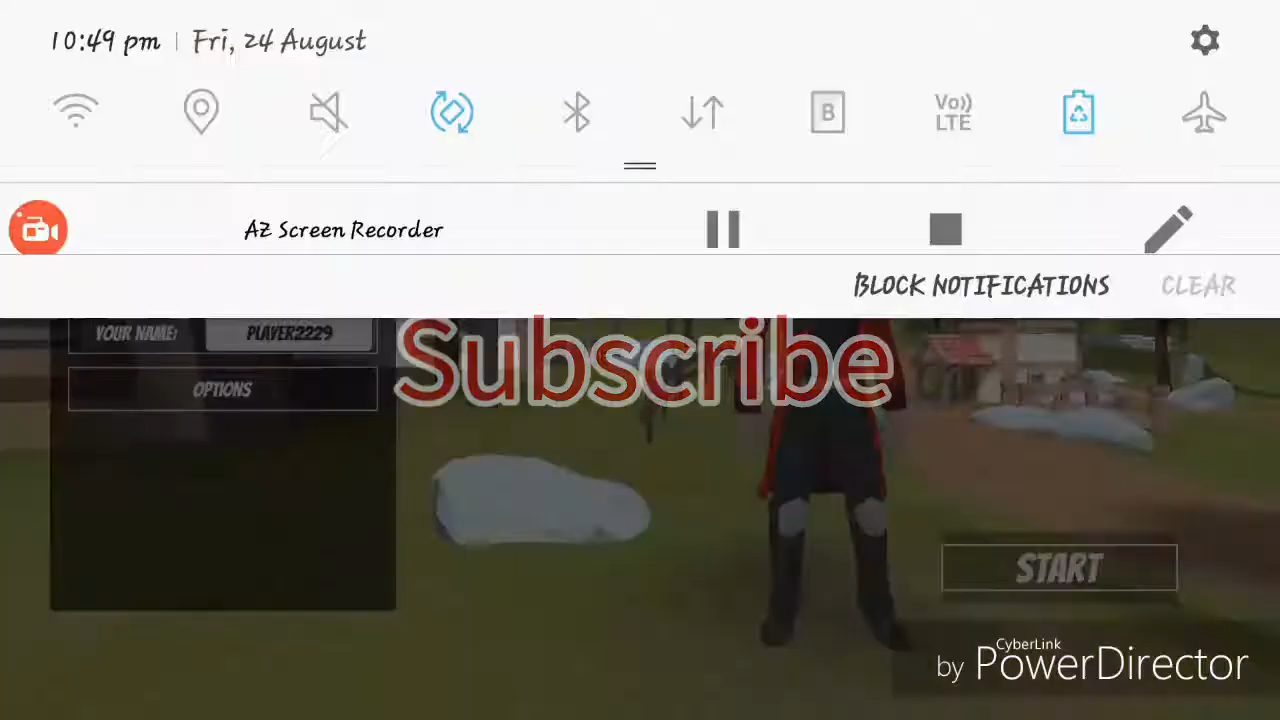 10:49 pm | Fri, 24 August
B
Vo))
LTE
AZ Screen Recorder
BLOCK NOTIFICATIONS CLEAR
YOUR NAME: PLAYER2229
Subscribe
OPTIONS
START
CyberLink
by PowerDirector